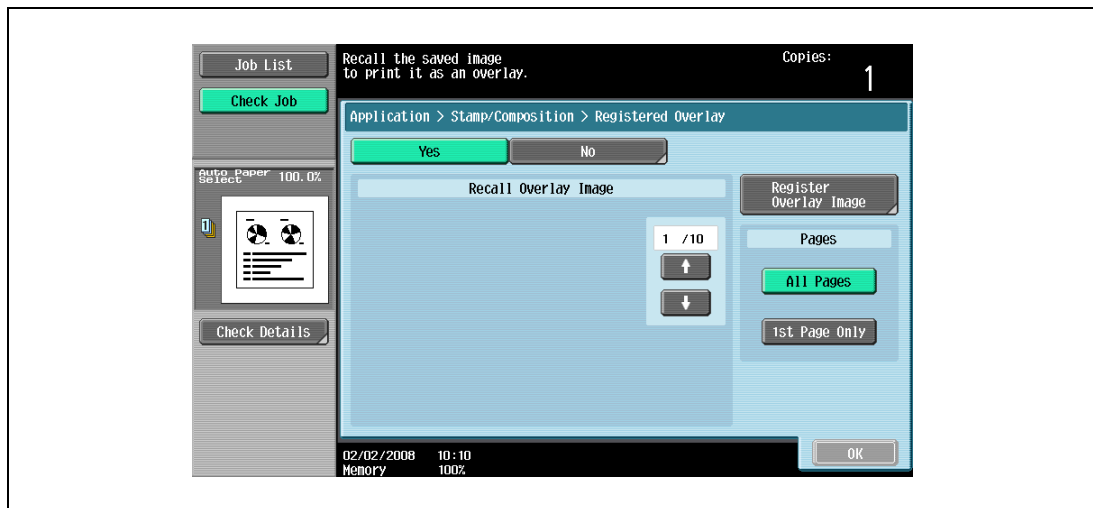 Job List
Check Job
Auto Paper
Select 100.0%
1
Check Details
Recall the saved image
to print it as an overlay.
Copies:
1
Application > Stamp/Composition > Registered Overlay
Yes No
Recall Overlay Image
1 /10
Register
Overlay Image
Pages
All Pages
1st Page Only
02/02/2008 10:10
Memory 100%
OK